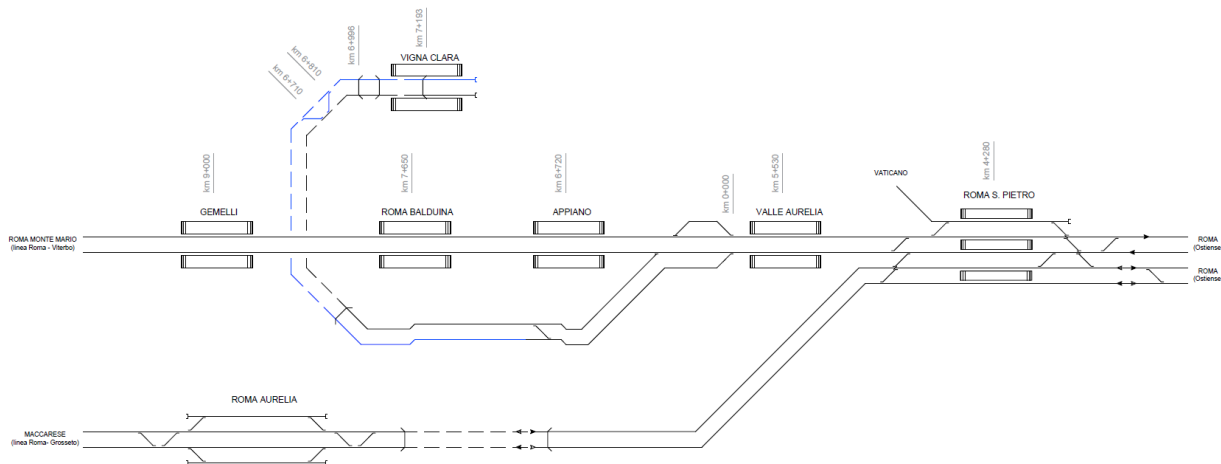 km 6+710
km 6+810
km 6+996
km 7+193
VIGNA CLARA
km 9+000
km 7+650
km 6+720
km 0+000
km 5+530
km 4+280
VATICANO
ROMA S. PIETRO
GEMELLI
ROMA BALDUINA
APPIANO
VALLE AURELIA
ROMA MONTE MARIO
(linea Roma - Viterbo)
ROMA
(Ostiense
ROMA
(Ostiense
ROMA AURELIA
MACCARESE
(linea Roma- Grosseto)